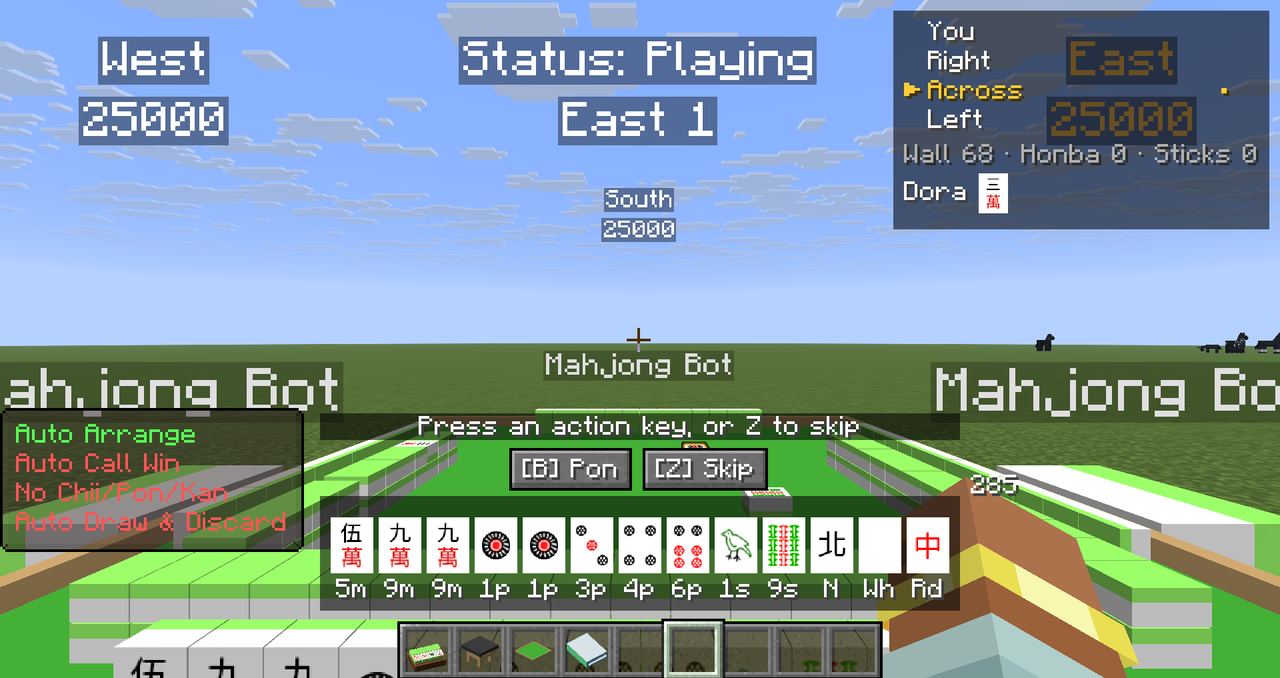 West
25000
Status: Playing
East 1
South
25000
You
Right
Across
Left
East
25000
Wall 68 · Honba 0 · Sticks 0
Dora 三萬
ahjong Bot
Mahjong Bot
Mahjong Bo
Auto Arrange
Auto Call Win
No Chii/Pon/Kan
Auto Draw & Discard
Press an action key, or Z to skip
[B] Pon
[Z] Skip
285
伍萬 九萬 九萬 北 中
5m 9m 9m 1p 1p 3p 4p 6p 1s 9s N Wh Rd
伍 九 九